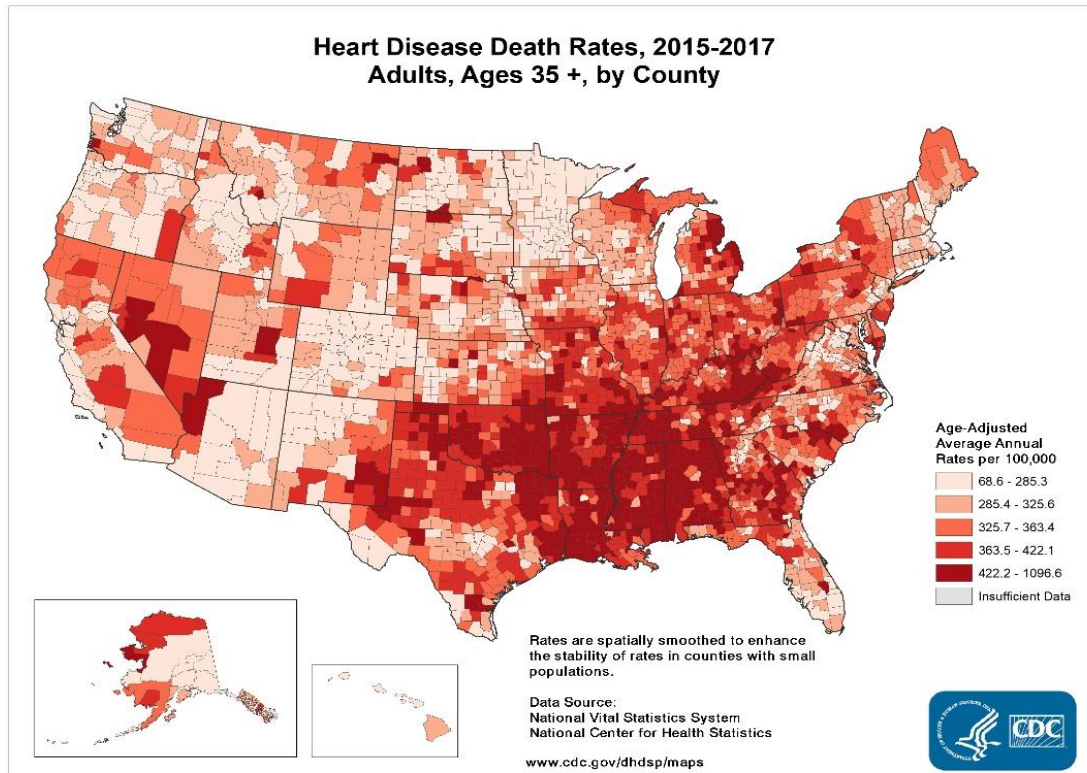 Heart Disease Death Rates, 2015-2017
Adults, Ages 35 +, by County
Age-Adjusted
Average Annual
Rates per 100,000
68.6 - 285.3
285.4 - 325.6
325.7 - 363.4
363.5 - 422.1
422.2 - 1096.6
Insufficient Data
Rates are spatially smoothed to enhance
the stability of rates in counties with small
populations.
Data Source:
National Vital Statistics System
National Center for Health Statistics
www.cdc.gov/dhdsp/maps
CDC